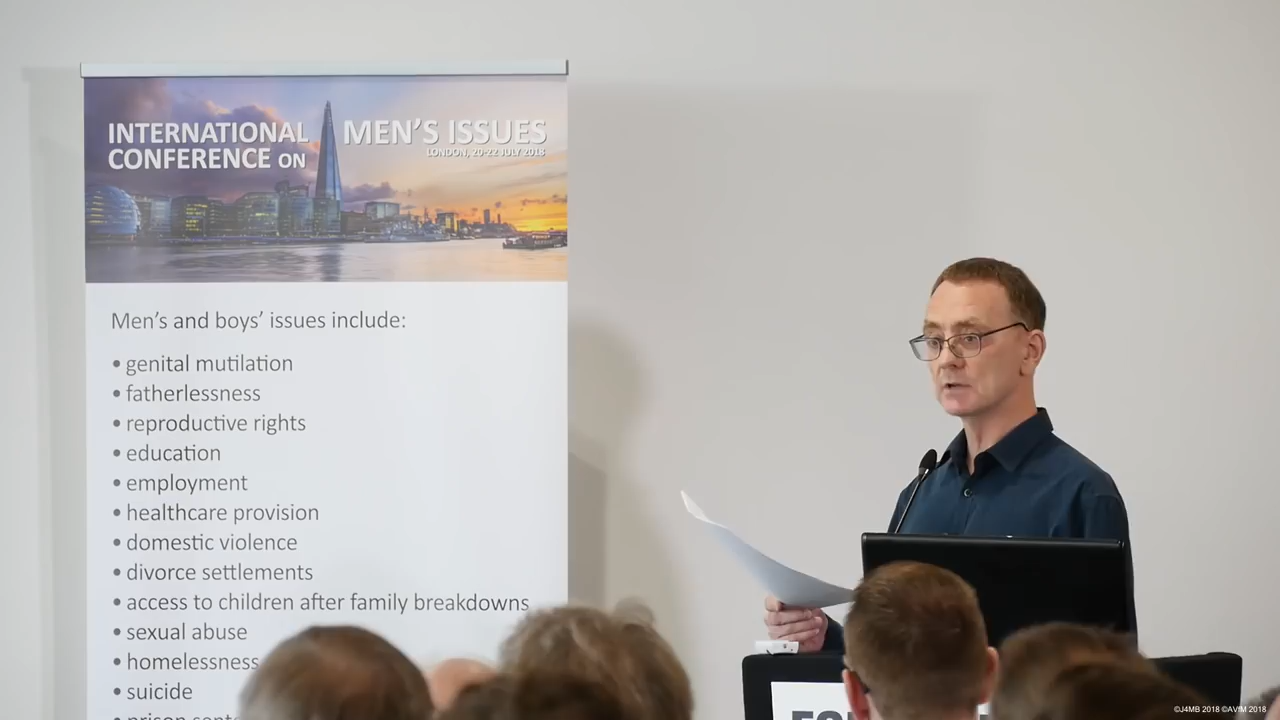 INTERNATIONAL
CONFERENCE ON
MEN'S ISSUES
LONDON, 20-22 JULY 2018
Men's and boys' issues include:
• genital mutilation
• fatherlessness
• reproductive rights
• education
• employment
• healthcare provision
• domestic violence
• divorce settlements
• access to children after family breakdowns
• sexual abuse
• homelessness
• suicide
• prison
©J4MB 2018 ©AVfM 2018